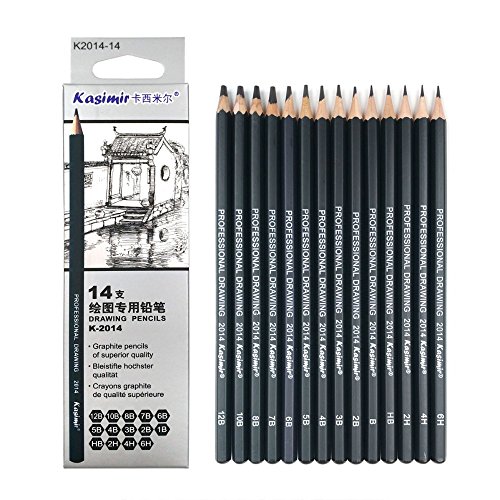 K2014-14
Kasimir®卡西米尔®
PROFESSIONAL DRAWING 2014 Kasimir®
14支
绘图专用铅笔
DRAWING PENCILS
K-2014
• Graphite pencils
of superior quality
• Bleistifte hochster
qualitat
• Crayons graphite
de qualité supérieure
12B 10B 8B 7B 6B
5B 4B 3B 2B 1B
HB 2H 4H 6H
PROFESSIONAL DRAWING 2014 Kasimir® 12B
PROFESSIONAL DRAWING 2014 Kasimir® 10B
PROFESSIONAL DRAWING 2014 Kasimir® 8B
PROFESSIONAL DRAWING 2014 Kasimir® 7B
PROFESSIONAL DRAWING 2014 Kasimir® 6B
PROFESSIONAL DRAWING 2014 Kasimir® 5B
PROFESSIONAL DRAWING 2014 Kasimir® 4B
PROFESSIONAL DRAWING 2014 Kasimir® 3B
PROFESSIONAL DRAWING 2014 Kasimir® 2B
PROFESSIONAL DRAWING 2014 Kasimir® B
PROFESSIONAL DRAWING 2014 Kasimir® HB
PROFESSIONAL DRAWING 2014 Kasimir® 2H
PROFESSIONAL DRAWING 2014 Kasimir® 4H
PROFESSIONAL DRAWING 2014 Kasimir® 6H